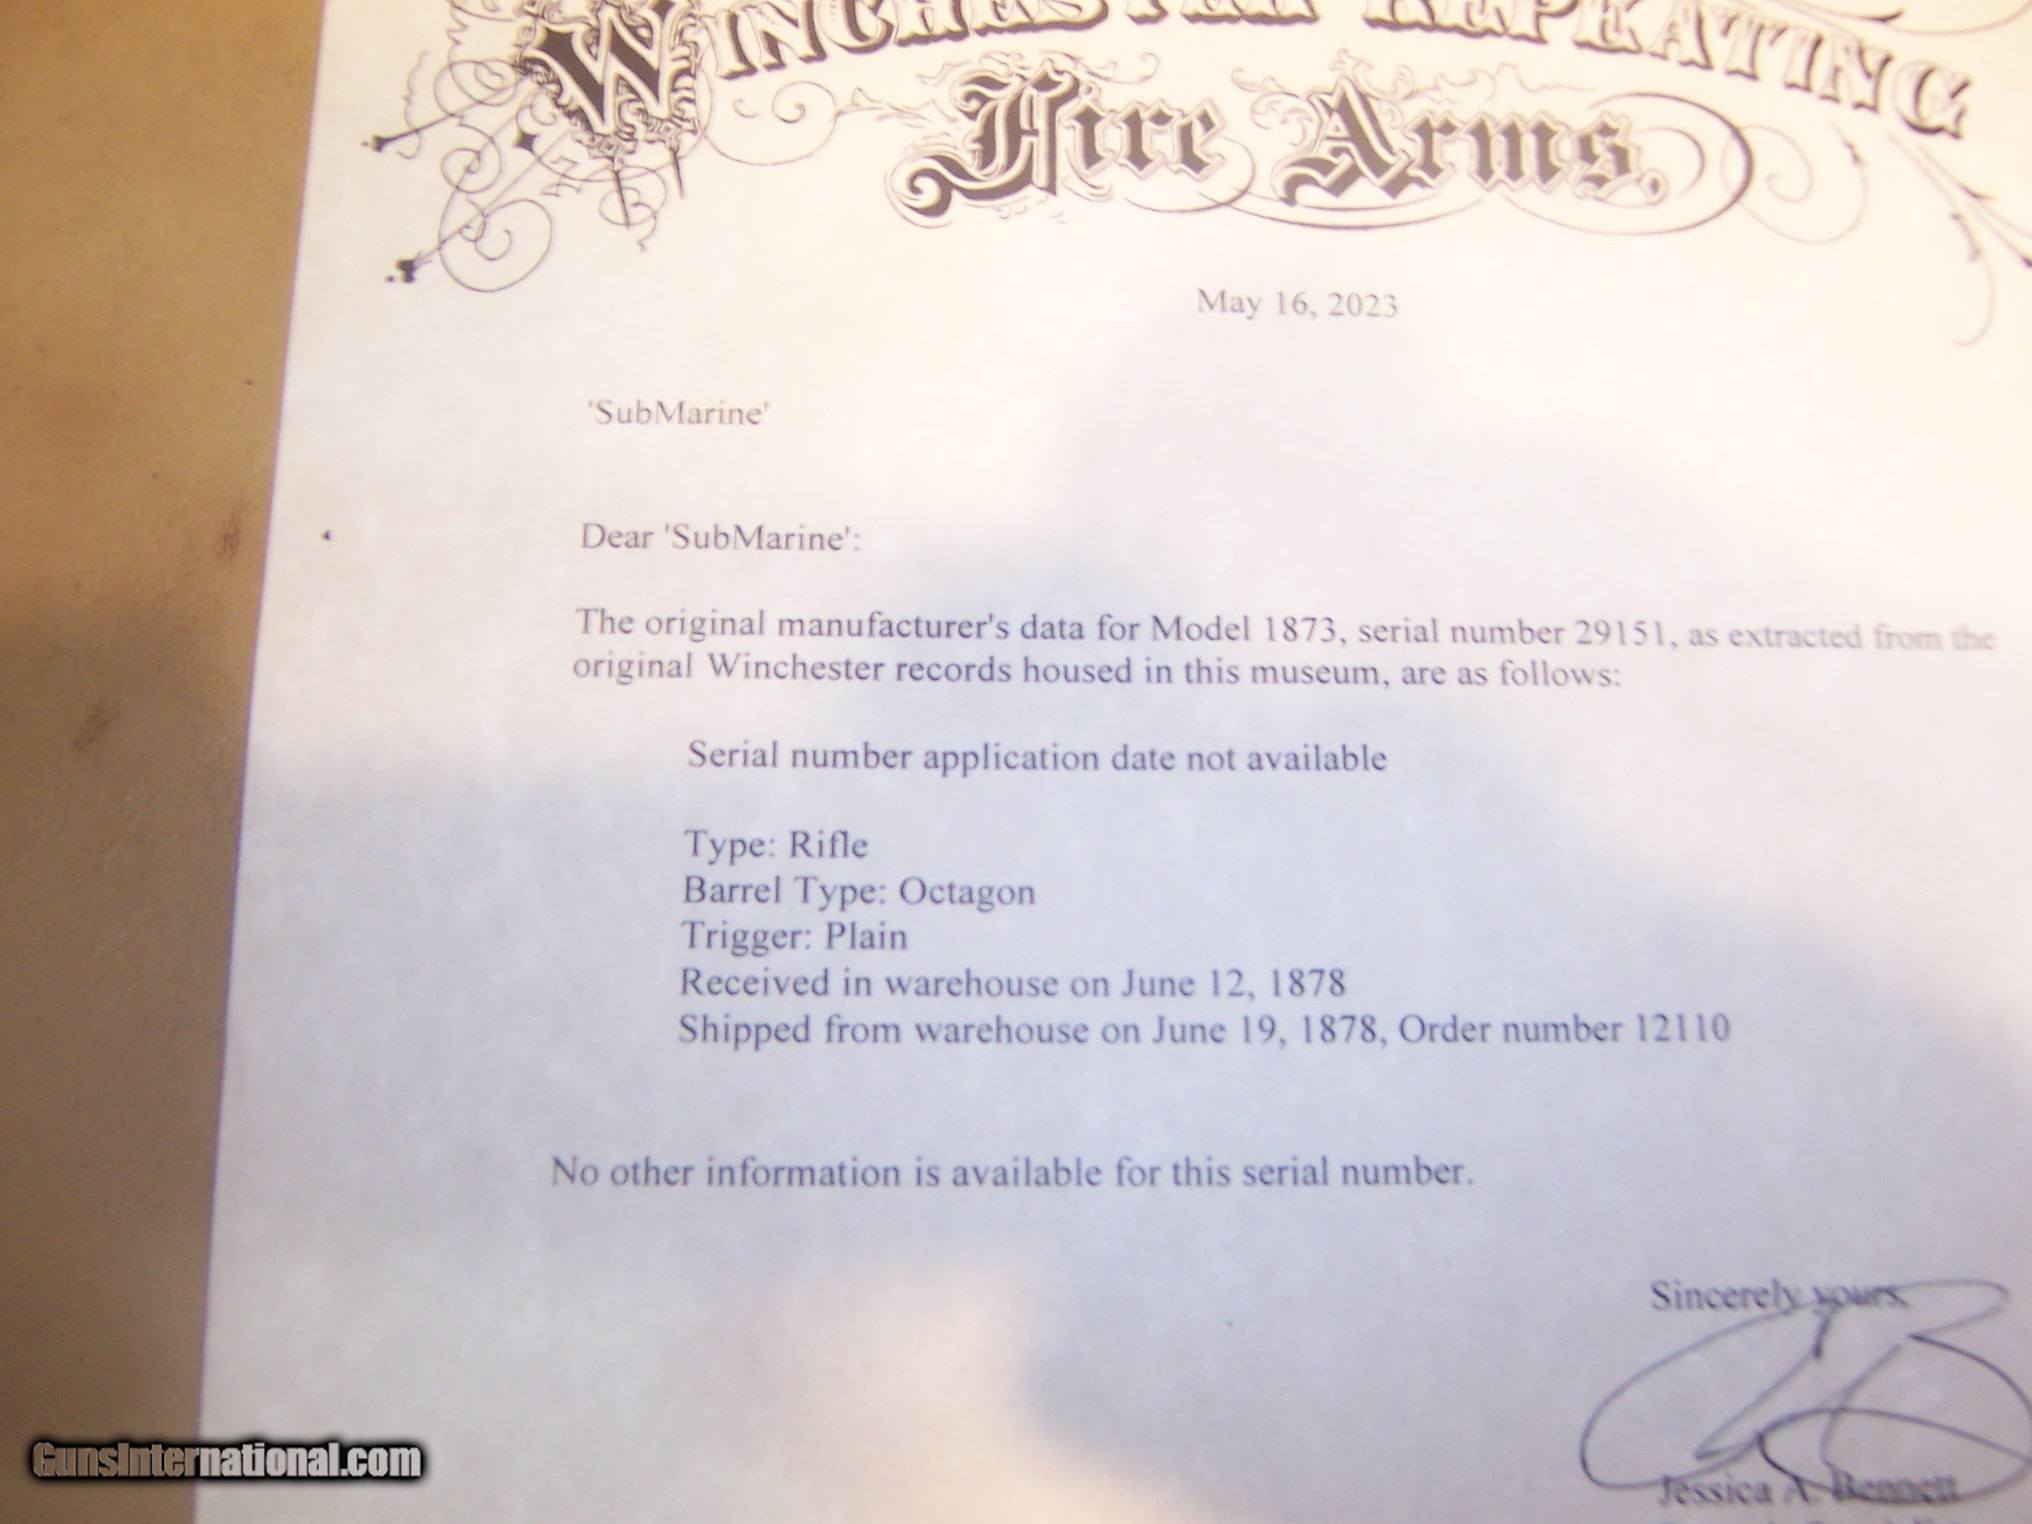 WINCHESTER REPEATING
Fire Arms.
May 16, 2023
'SubMarine'
Dear 'SubMarine':
The original manufacturer's data for Model 1873, serial number 29151, as extracted from the
original Winchester records housed in this museum, are as follows:
Serial number application date not available
Type: Rifle
Barrel Type: Octagon
Trigger: Plain
Received in warehouse on June 12, 1878
Shipped from warehouse on June 19, 1878, Order number 12110
No other information is available for this serial number.
Sincerely yours,
Jessica A. Bennett
GunsInternational.com